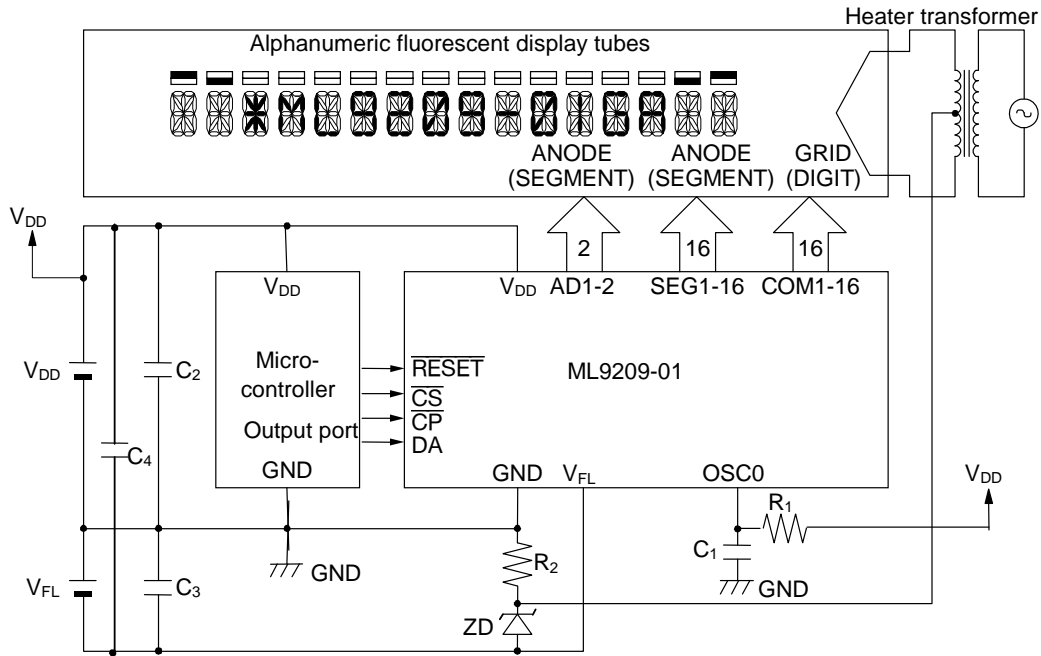 Heater transformer
Alphanumeric fluorescent display tubes
ANODE (SEGMENT)
ANODE (SEGMENT)
GRID (DIGIT)
2
16
16
VDD
VDD
VDD AD1-2 SEG1-16 COM1-16
VDD
C2
C4
Micro-controller
Output port
GND
RESET
CS
CP
DA
ML9209-01
GND VFL OSC0
R1
VDD
C1
GND
R2
GND
VFL
C3
ZD